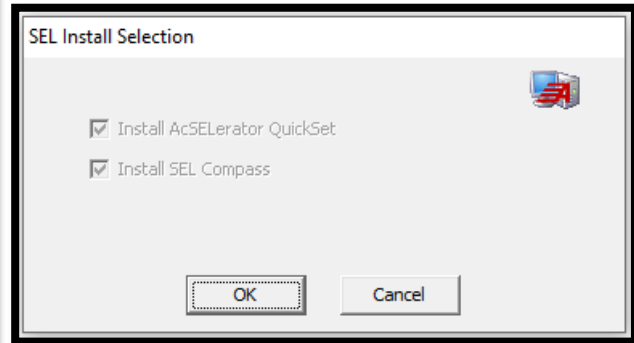 SEL Install Selection
Install AcSELerator QuickSet
Install SEL Compass
OK Cancel